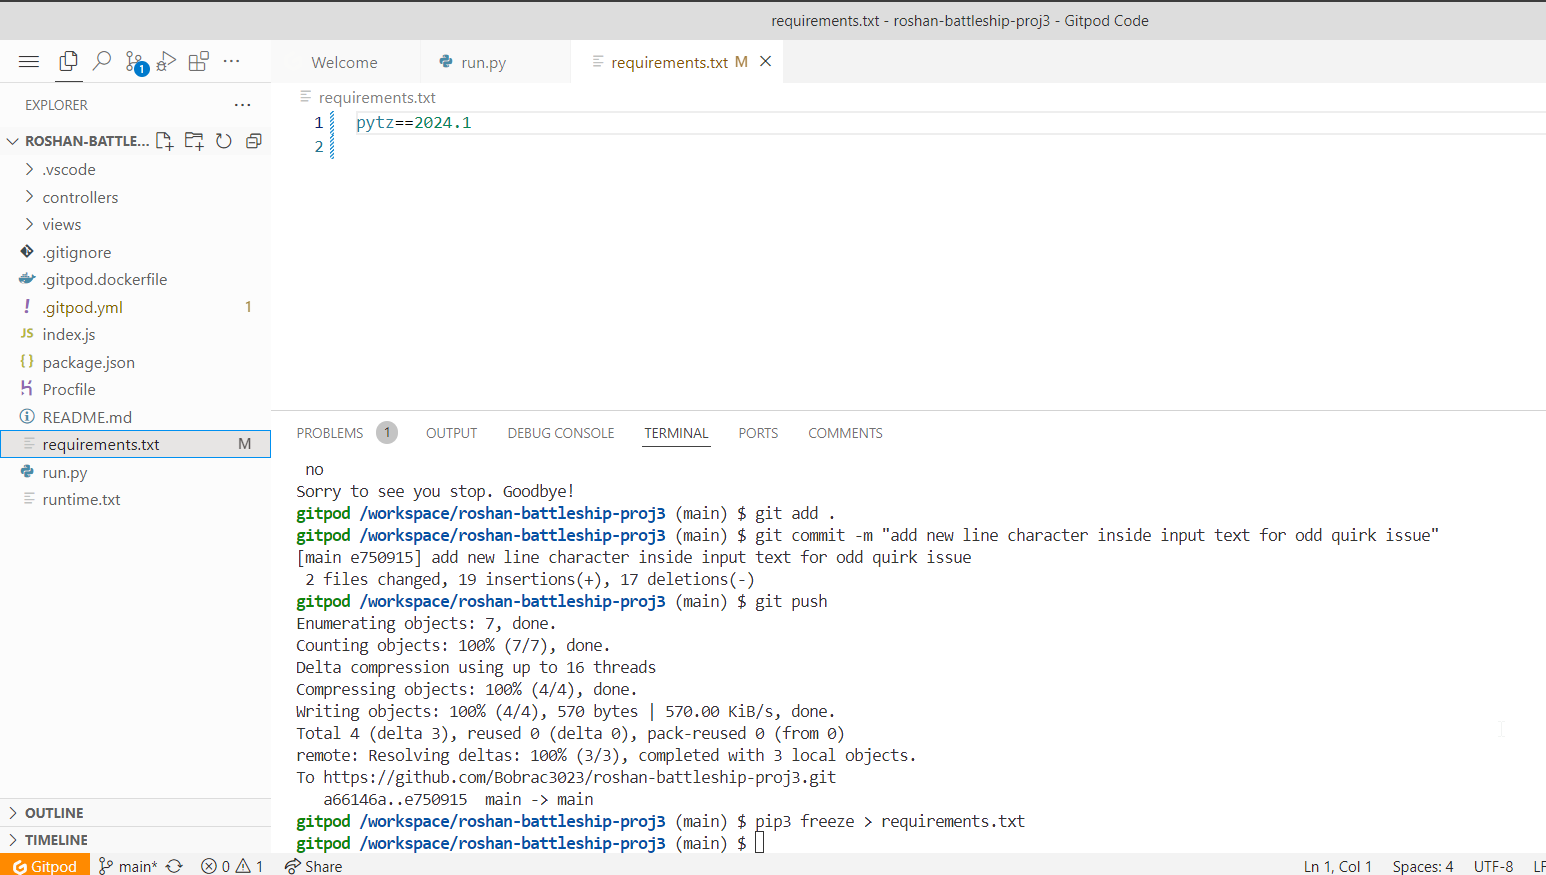 requirements.txt - roshan-battleship-proj3 - Gitpod Code
1
Welcome
run.py
requirements.txt M
EXPLORER
ROSHAN-BATTLE...
.vscode
controllers
views
.gitignore
.gitpod.dockerfile
.gitpod.yml 1
index.js
package.json
Procfile
README.md
requirements.txt M
run.py
runtime.txt
OUTLINE
TIMELINE
requirements.txt
1 pytz==2024.1
2
PROBLEMS 1 OUTPUT DEBUG CONSOLE TERMINAL PORTS COMMENTS
no
Sorry to see you stop. Goodbye!
gitpod /workspace/roshan-battleship-proj3 (main) $ git add .
gitpod /workspace/roshan-battleship-proj3 (main) $ git commit -m "add new line character inside input text for odd quirk issue"
[main e750915] add new line character inside input text for odd quirk issue
2 files changed, 19 insertions(+), 17 deletions(-)
gitpod /workspace/roshan-battleship-proj3 (main) $ git push
Enumerating objects: 7, done.
Counting objects: 100% (7/7), done.
Delta compression using up to 16 threads
Compressing objects: 100% (4/4), done.
Writing objects: 100% (4/4), 570 bytes | 570.00 KiB/s, done.
Total 4 (delta 3), reused 0 (delta 0), pack-reused 0 (from 0)
remote: Resolving deltas: 100% (3/3), completed with 3 local objects.
To https://github.com/Bobrac3023/roshan-battleship-proj3.git
a66146a..e750915  main -> main
gitpod /workspace/roshan-battleship-proj3 (main) $ pip3 freeze > requirements.txt
gitpod /workspace/roshan-battleship-proj3 (main) $
Gitpod main* 0 1 Share Ln 1, Col 1 Spaces: 4 UTF-8 LF